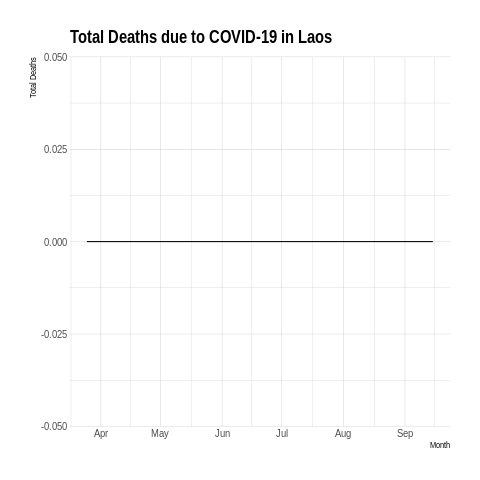 Total Deaths due to COVID-19 in Laos
Total Deaths
0.050
0.025
0.000
-0.025
-0.050
Apr May Jun Jul Aug Sep
Month